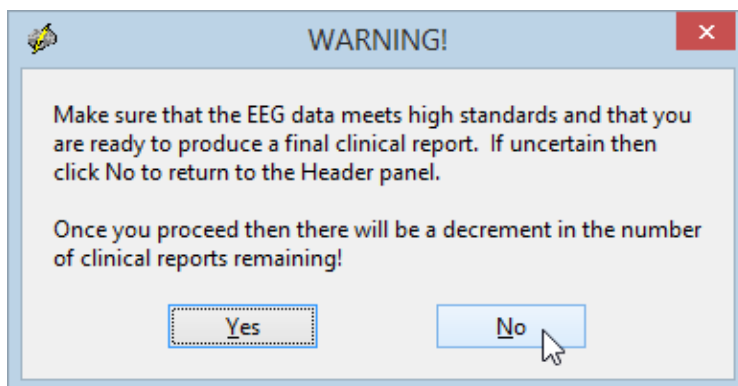 WARNING!
Make sure that the EEG data meets high standards and that you
are ready to produce a final clinical report.  If uncertain then
click No to return to the Header panel.
Once you proceed then there will be a decrement in the number
of clinical reports remaining!
Yes
No